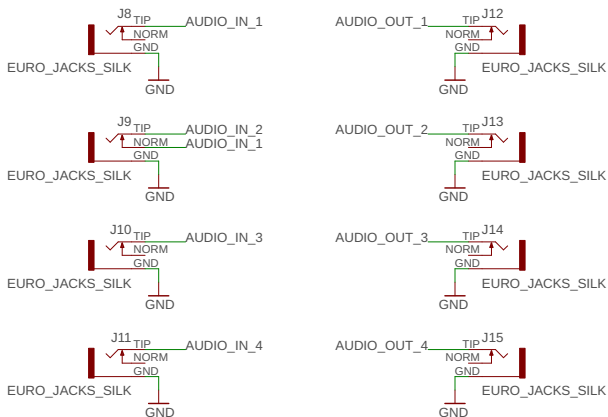 J8
TIP AUDIO_IN_1
NORM
GND
EURO_JACKS_SILK
GND
J12
AUDIO_OUT_1 TIP
NORM
GND
EURO_JACKS_SILK
GND
J9
TIP AUDIO_IN_2
NORM AUDIO_IN_1
GND
EURO_JACKS_SILK
GND
J13
AUDIO_OUT_2 TIP
NORM
GND
EURO_JACKS_SILK
GND
J10
TIP AUDIO_IN_3
NORM
GND
EURO_JACKS_SILK
GND
J14
AUDIO_OUT_3 TIP
NORM
GND
EURO_JACKS_SILK
GND
J11
TIP AUDIO_IN_4
NORM
GND
EURO_JACKS_SILK
GND
J15
AUDIO_OUT_4 TIP
NORM
GND
EURO_JACKS_SILK
GND